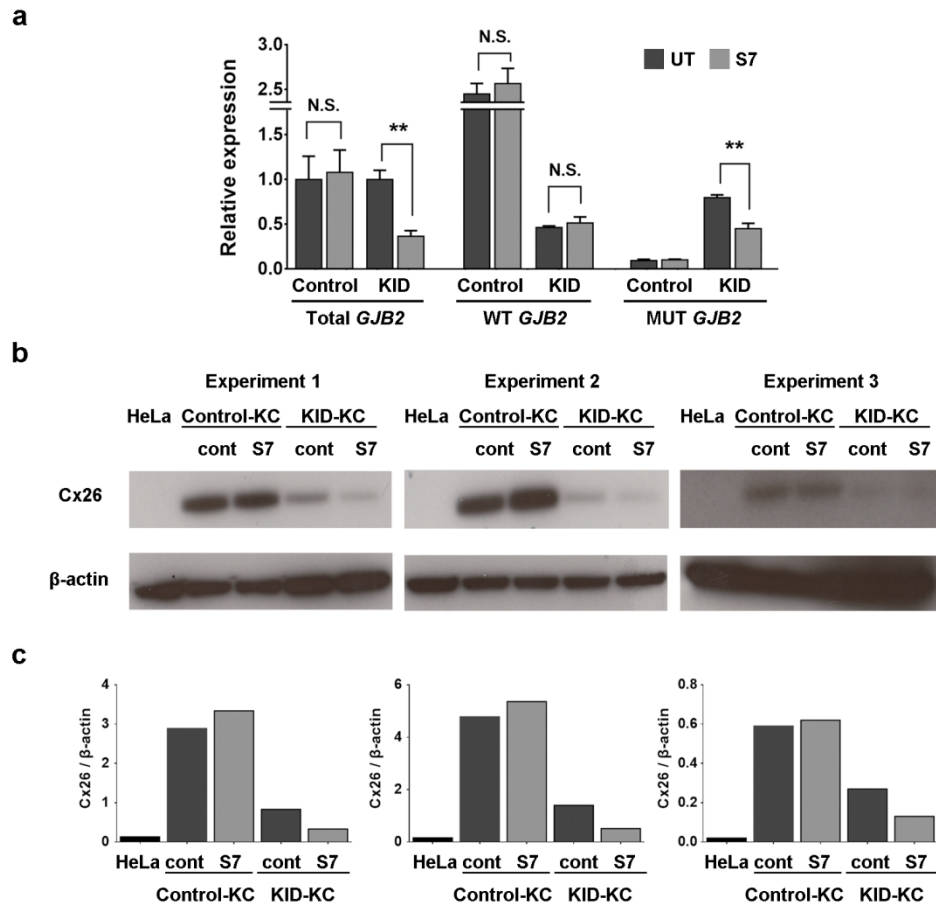 a
Relative expression
3.0
2.5
1.0
0.5
0.0
N.S.
**
N.S.
N.S.
**
UT S7
Control KID Control KID Control KID
Total GJB2 WT GJB2 MUT GJB2
b
Experiment 1 Experiment 2 Experiment 3
HeLa Control-KC KID-KC HeLa Control-KC KID-KC HeLa Control-KC KID-KC
cont S7 cont S7 cont S7 cont S7 cont S7 cont S7
Cx26
β-actin
c
Cx26 / β-actin
4
3
2
1
0
HeLa cont S7 cont S7
Control-KC KID-KC
Cx26 / β-actin
6
4
2
0
HeLa cont S7 cont S7
Control-KC KID-KC
Cx26 / β-actin
0.8
0.6
0.4
0.2
0.0
HeLa cont S7 cont S7
Control-KC KID-KC